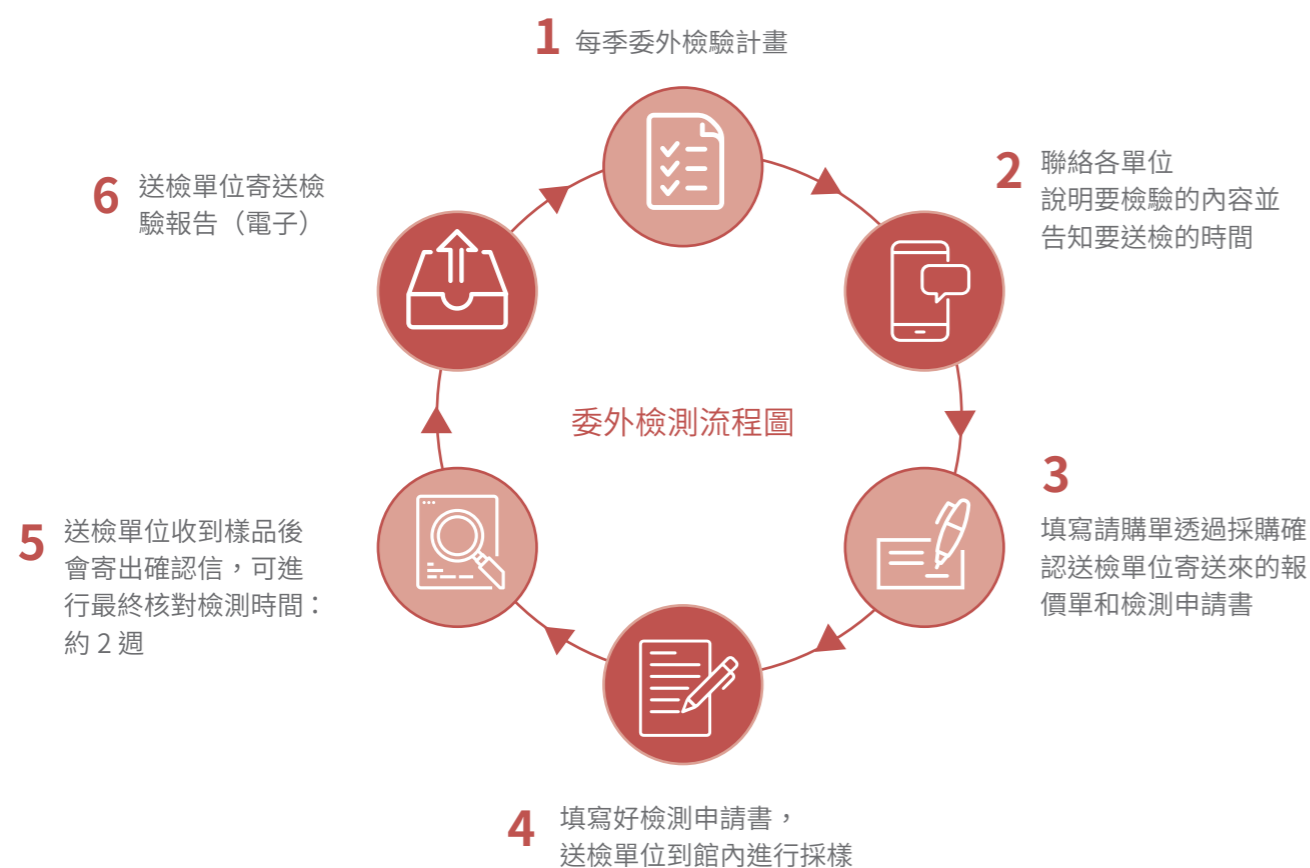 1 每季委外檢驗計畫
2 聯絡各單位
說明要檢驗的內容並
告知要送檢的時間
3
填寫請購單透過採購確
認送檢單位寄送來的報
價單和檢測申請書
4 填寫好檢測申請書，
送檢單位到館內進行採樣
5 送檢單位收到樣品後
會寄出確認信，可進
行最終核對檢測時間：
約 2 週
6 送檢單位寄送檢
驗報告（電子）
委外檢測流程圖